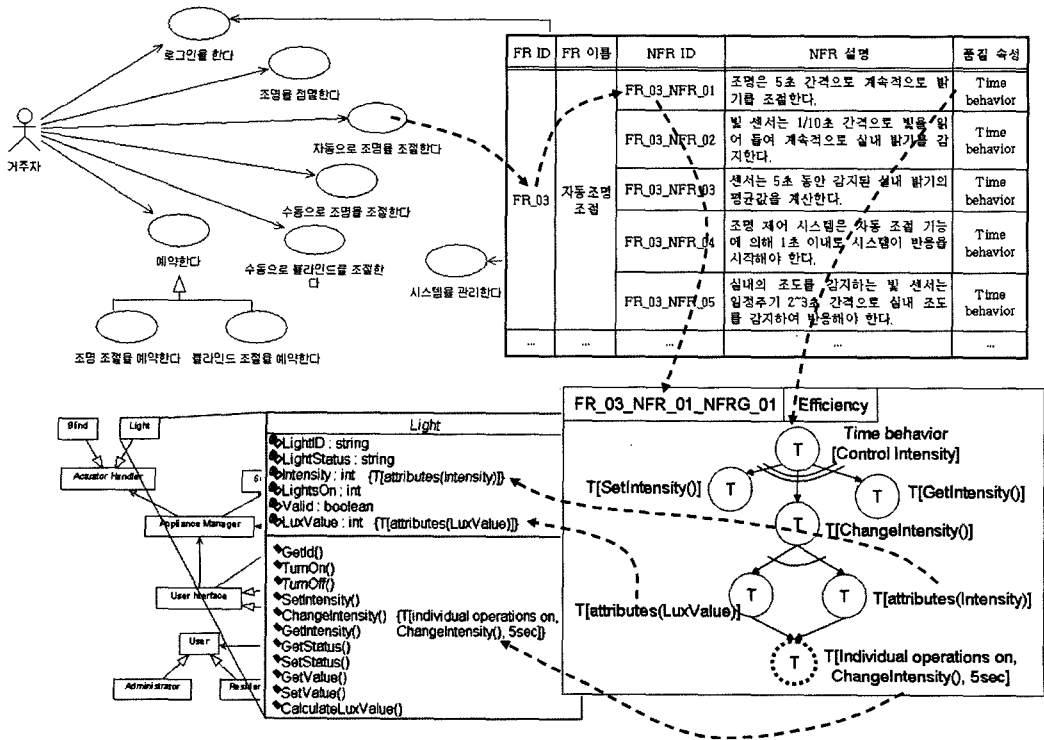 로그인을 한다
조명을 점멸한다
자동으로 조명을 조절한다
거주자
수동으로 조명을 조절한다
예약한다
수동으로 블라인드를 조절한
다
시스템을 관리한다
조명 조절을 예약한다
블라인드 조절을 예약한다
FR ID
FR 이름
NFR ID
NFR 설명
품질 속성
FR_03
자동조명
조절
FR_03_NFR_01
조명은 5초 간격으로 계속적으로 밝
기를 조절한다.
Time
behavior
FR_03_NFR_02
빛 센서는 1/10초 간격으로 빛을 읽
어 들여 계속적으로 실내 밝기를 감
지한다.
Time
behavior
FR_03_NFR_03
센서는 5초 동안 감지된 실내 밝기의
평균값을 계산한다.
Time
behavior
FR_03_NFR_04
조명 제어 시스템은 자동 조절 기능
에 의해 1초 이내로 시스템이 반응을
시작해야 한다.
Time
behavior
FR_03_NFR_05
실내의 조도를 감지하는 빛 센서는
일정주기 2~3초 간격으로 실내 조도
를 감지하여 반응해야 한다.
Time
behavior
...
...
...
...
...
Blind
Light
Actuator Handler
Appliance Manager
User Interface
User
Administrator
Light
LightID : string
LightStatus : string
Intensity : int {T[attributes(Intensity)]}
LightsOn : int
Valid : boolean
LuxValue : int {T[attributes(LuxValue)]}
GetId()
TurnOn()
TurnOff()
SetIntensity()
ChangeIntensity() {T[individual operations on,
GetIntensity() ChangeIntensity(), 5sec]}
GetStatus()
SetStatus()
GetValue()
SetValue()
CalculateLuxValue()
FR_03_NFR_01_NFRG_01
Efficiency
T
Time behavior
[Control Intensity]
T[SetIntensity()]
T
T
T[GetIntensity()]
T
T[ChangeIntensity()]
T
T
T[attributes(LuxValue)]
T[attributes(Intensity)]
T
T[Individual operations on,
ChangeIntensity(), 5sec]